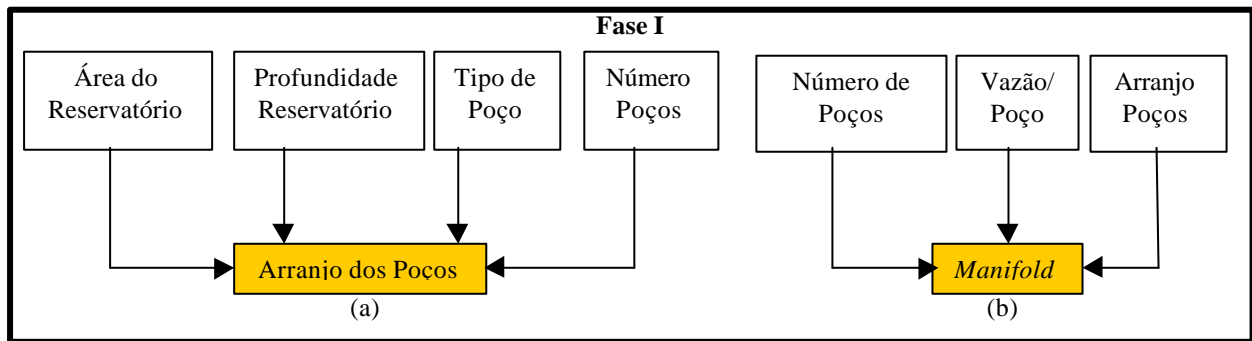 Fase I
Área do
Reservatório
Profundidade
Reservatório
Tipo de
Poço
Número
Poços
Número de
Poços
Vazão/
Poço
Arranjo
Poços
Arranjo dos Poços
Manifold
(a)
(b)